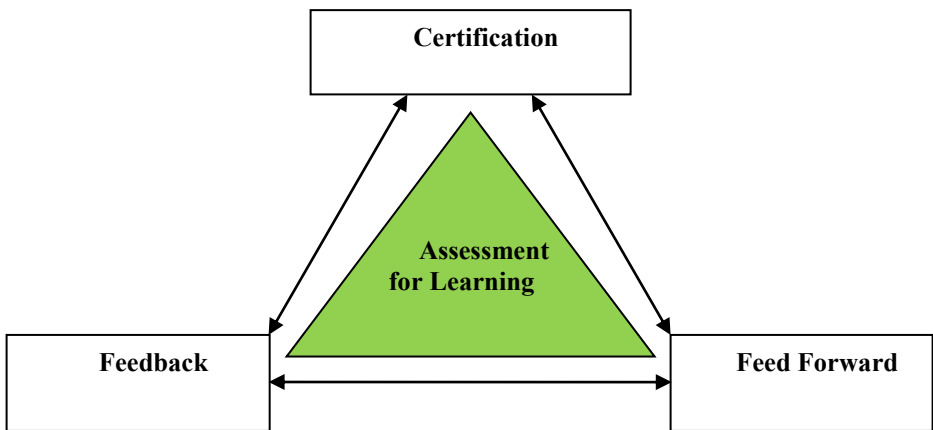 Certification
Assessment
for Learning
Feedback
Feed Forward